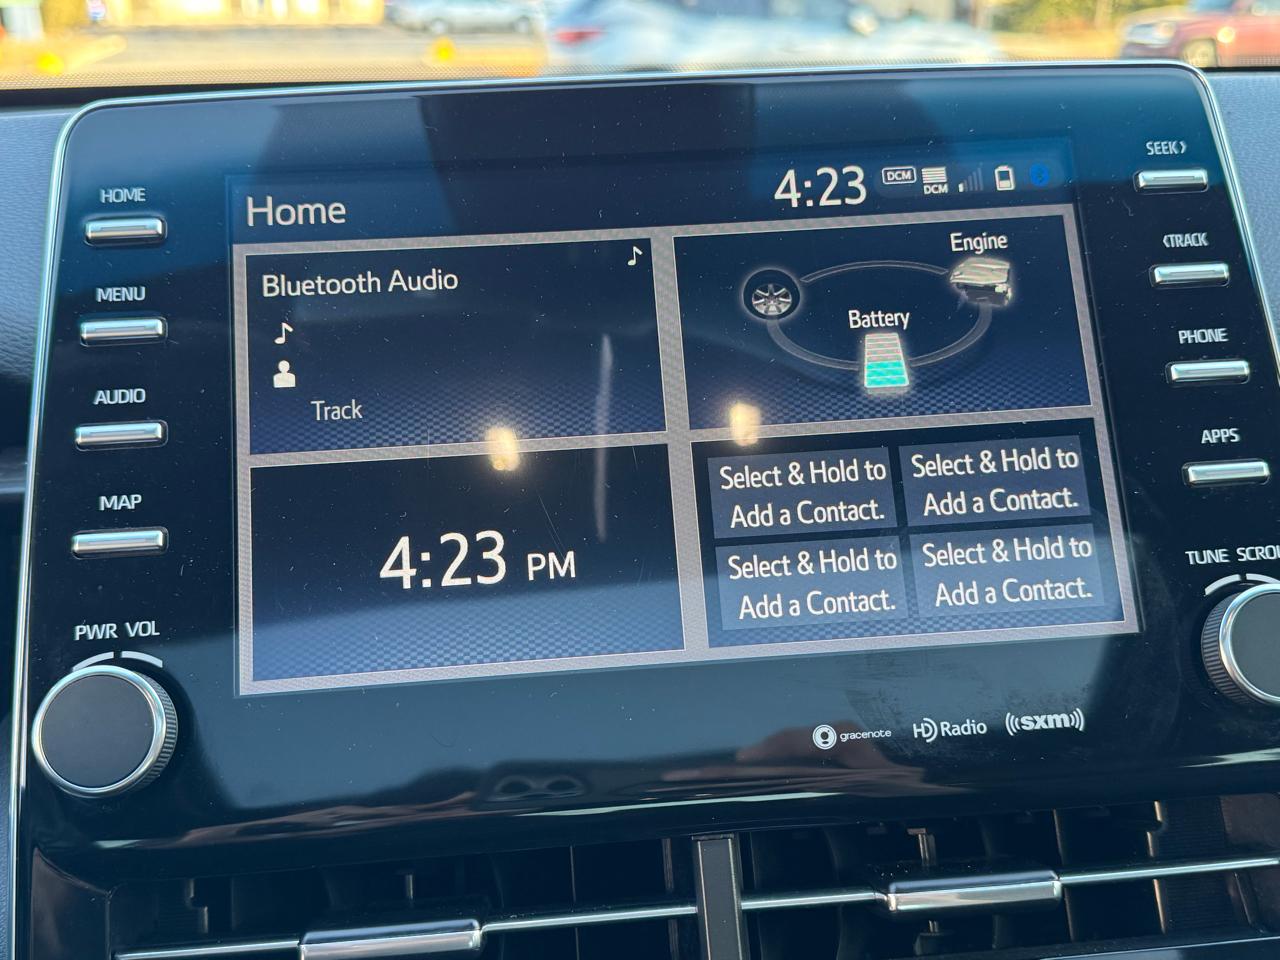 HOME
MENU
AUDIO
MAP
PWR VOL
Home
4:23
DCM
DCM
Bluetooth Audio
Track
Engine
Battery
4:23 PM
Select & Hold to
Add a Contact.
Select & Hold to
Add a Contact.
Select & Hold to
Add a Contact.
Select & Hold to
Add a Contact.
gracenote
HD Radio
((sxm))
SEEK>
<TRACK
PHONE
APPS
TUNE SCROL